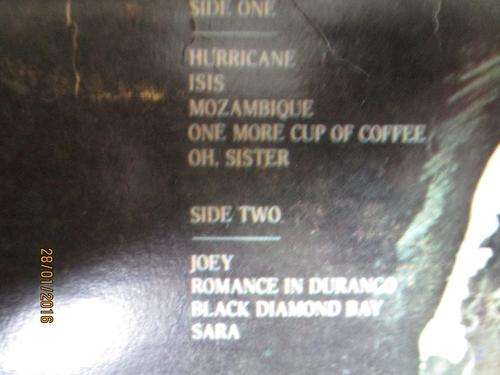 SIDE ONE
HURRICANE
ISIS
MOZAMBIQUE
ONE MORE CUP OF COFFEE
OH, SISTER
SIDE TWO
JOEY
ROMANCE IN DURANGO
BLACK DIAMOND BAY
SARA
28/01/2016